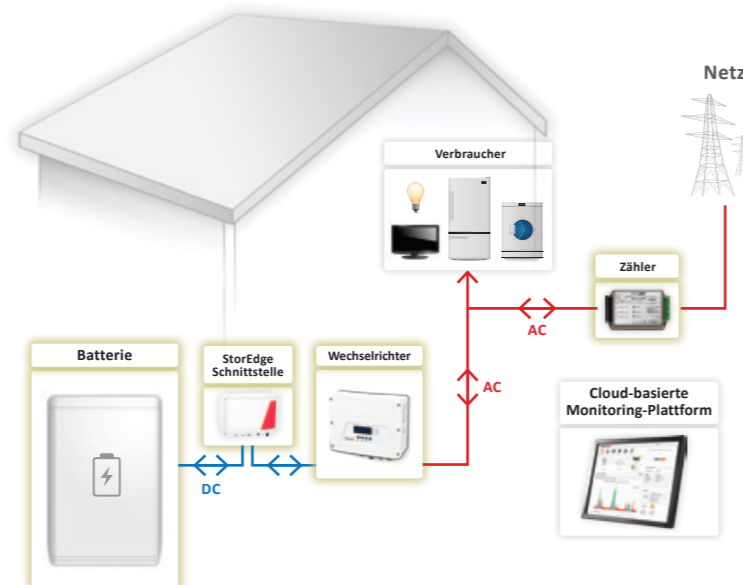 Netz
Verbraucher
Zähler
AC
Batterie
StorEdge
Schnittstelle
Wechselrichter
AC
Cloud-basierte
Monitoring-Plattform
DC